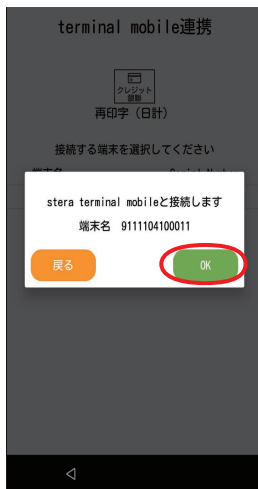 terminal mobile連携
クレジット
再印字（日計）
接続する端末を選択してください
stera terminal mobileと接続します
端末名 9111104100011
戻る
OK